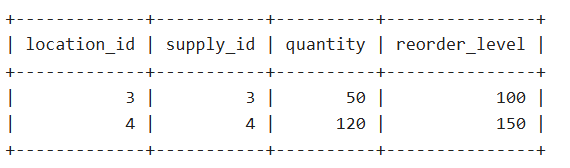 +-------------+-----------+----------+---------------+
| location_id | supply_id | quantity | reorder_level |
+-------------+-----------+----------+---------------+
|           3 |         3 |       50 |           100 |
|           4 |         4 |      120 |           150 |
+-------------+-----------+----------+---------------+